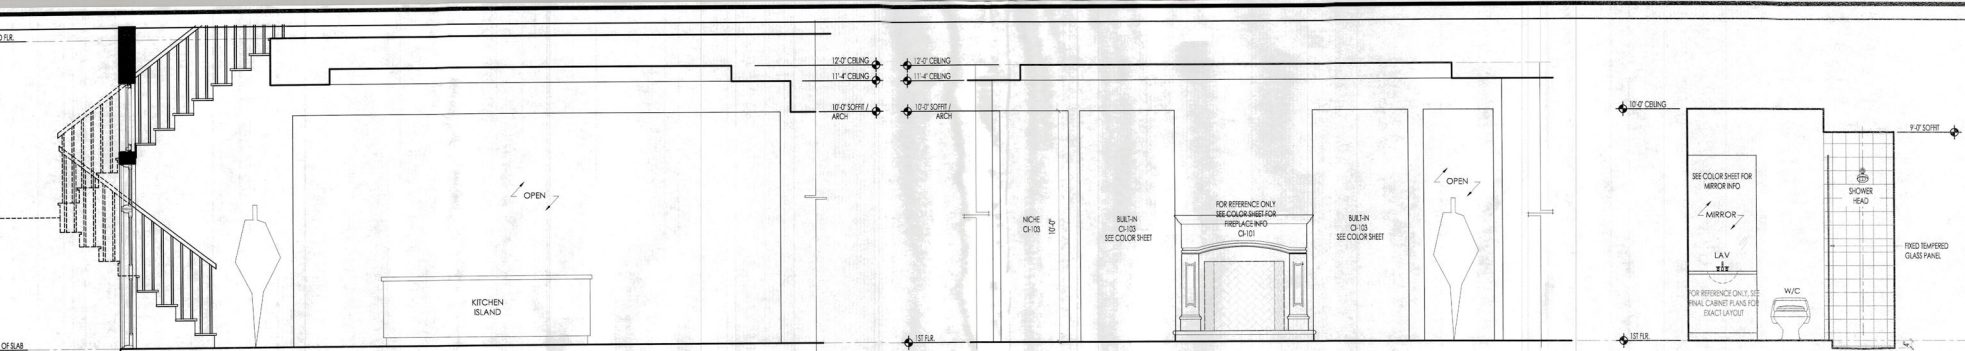 FLR.
OF SLAB
OPEN
KITCHEN
ISLAND
12'-0" CEILING
11'-4" CEILING
10'-0" SOFFIT /
ARCH
12'-0" CEILING
11'-4" CEILING
10'-0" SOFFIT /
ARCH
1ST FLR.
NICHE
CI-103
10'-0"
BUILT-IN
CI-103
SEE COLOR SHEET
FOR REFERENCE ONLY
SEE COLOR SHEET FOR
FIREPLACE INFO
CI-101
BUILT-IN
CI-103
SEE COLOR SHEET
OPEN
10'-0" CEILING
1ST FLR.
SEE COLOR SHEET FOR
MIRROR INFO
MIRROR
LAV
FOR REFERENCE ONLY, SEE
FINAL CABINET PLANS FOR
EXACT LAYOUT
W/C
SHOWER
HEAD
9'-0" SOFFIT
FIXED TEMPERED
GLASS PANEL